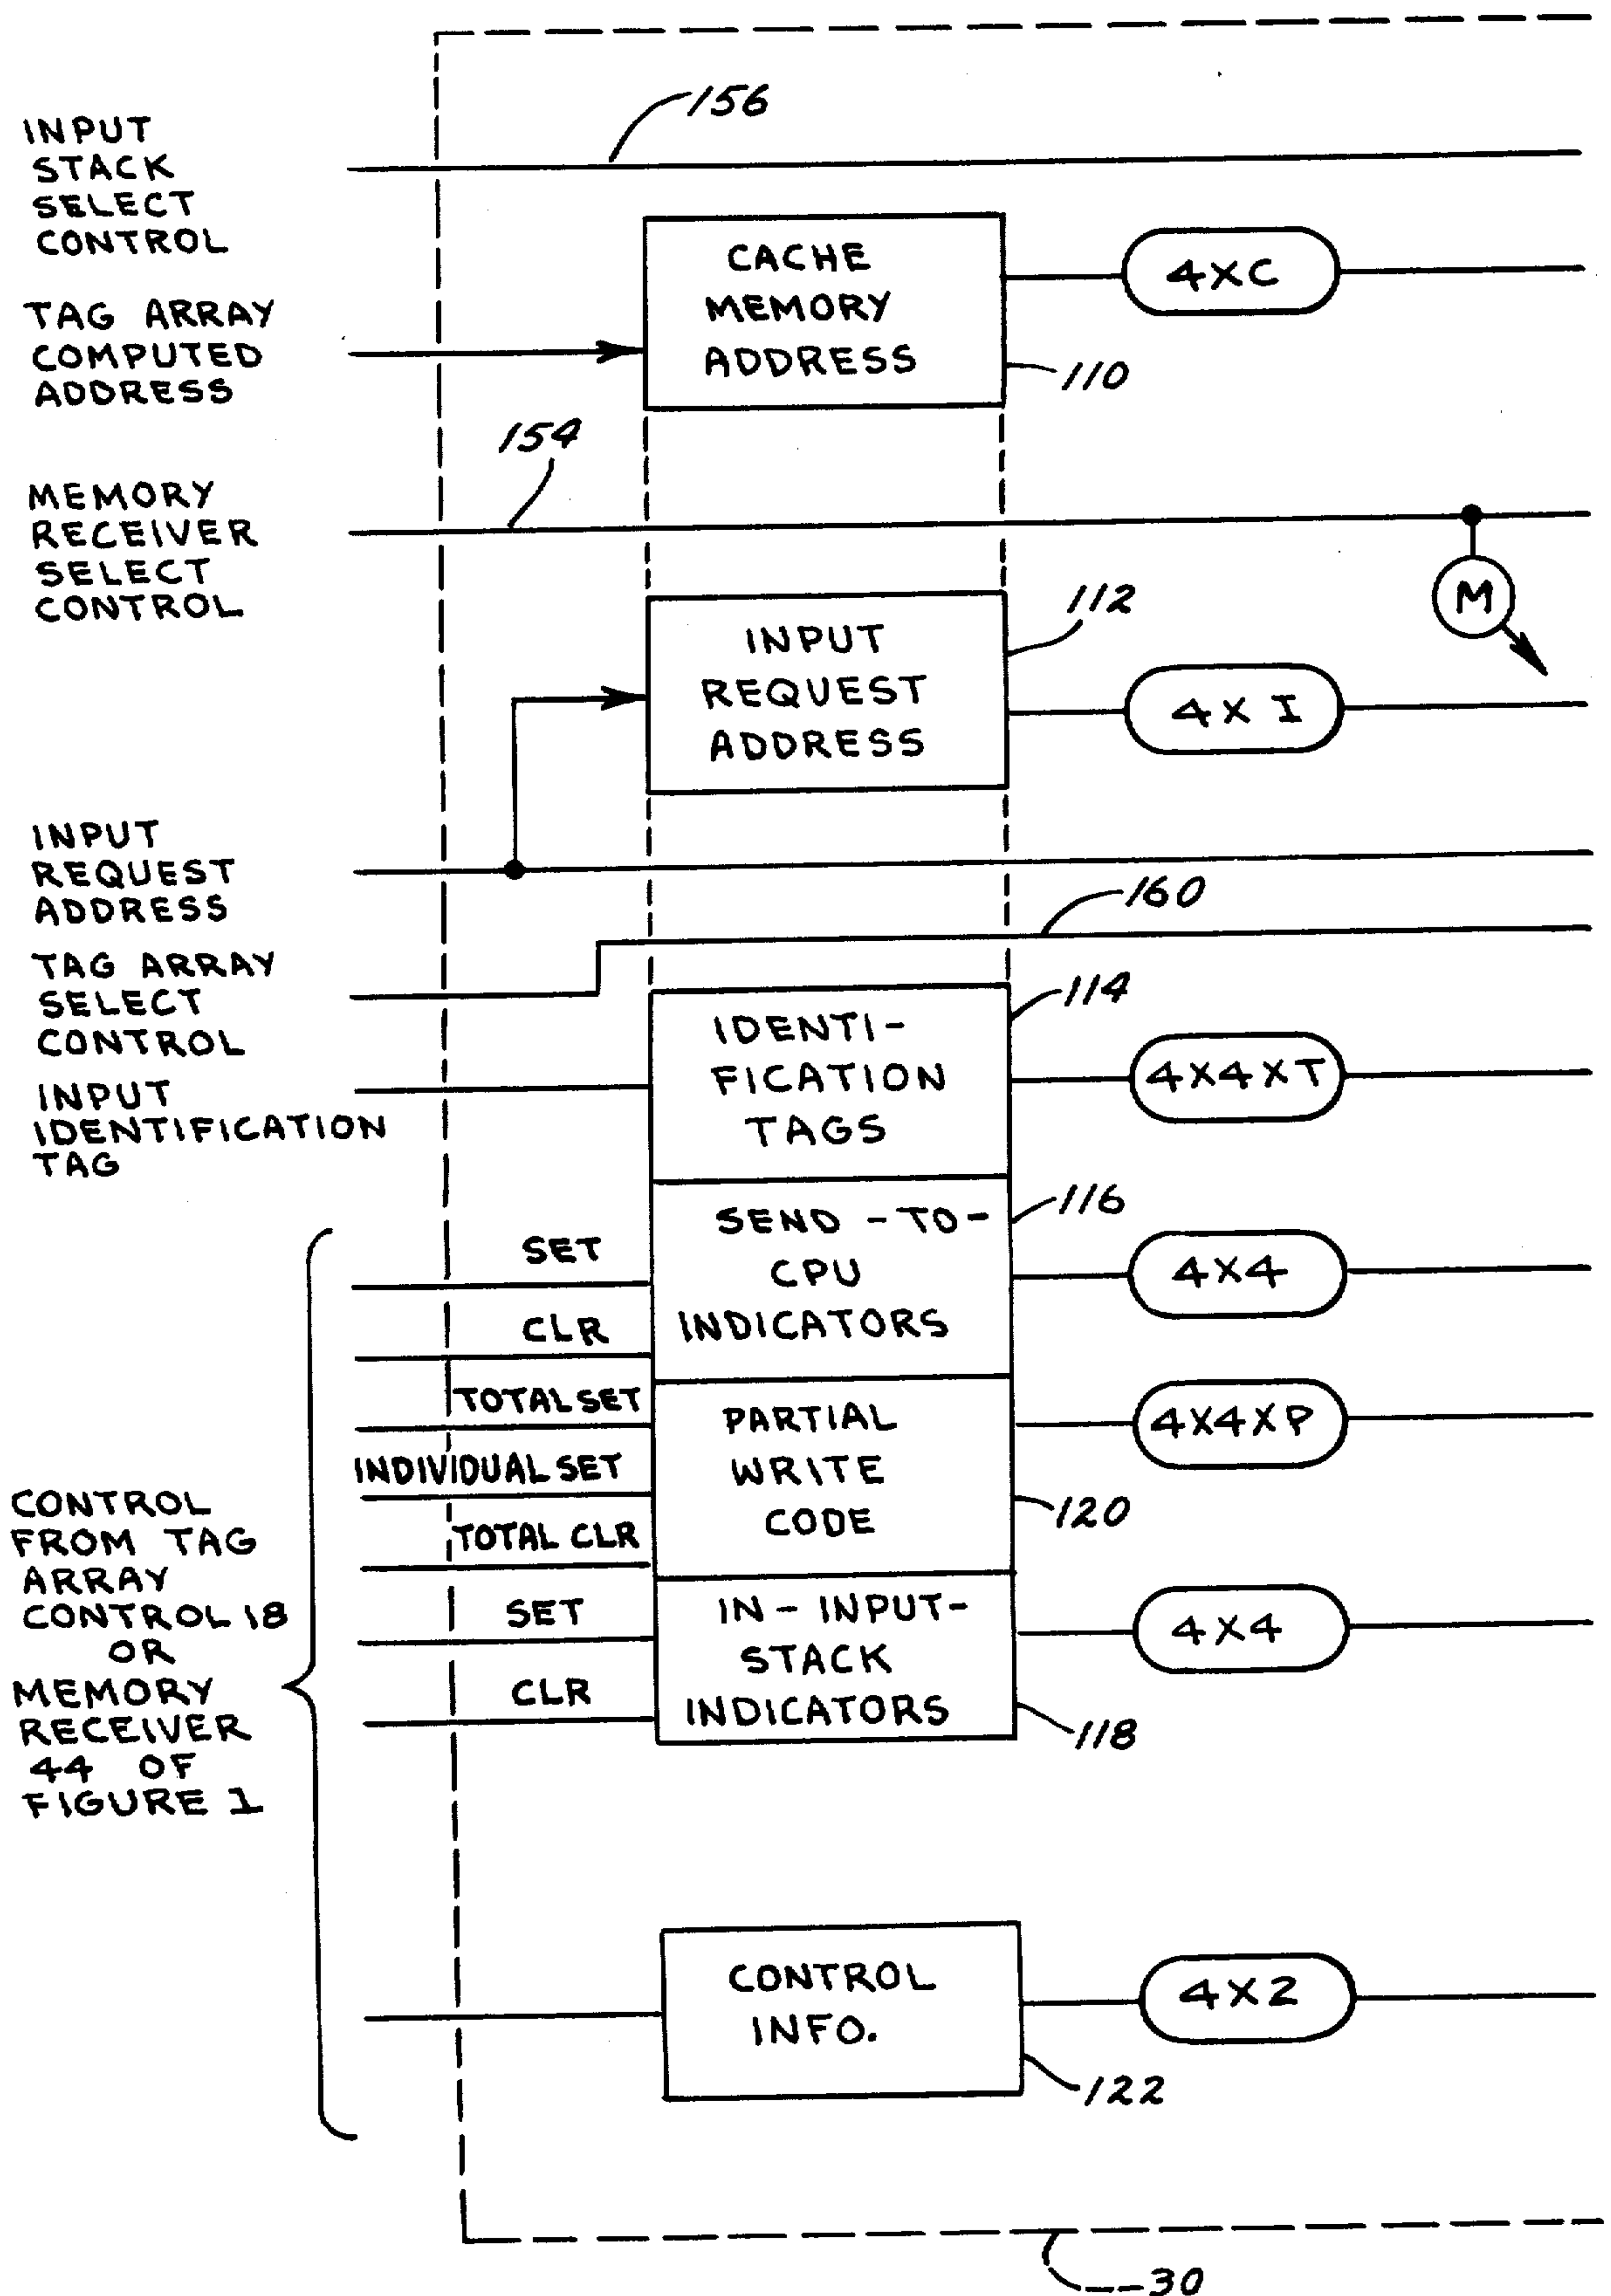 156
INPUT
STACK
SELECT
CONTROL
CACHE
MEMORY
ADDRESS
4XC
110
TAG ARRAY
COMPUTED
ADDRESS
154
MEMORY
RECEIVER
SELECT
CONTROL
M
INPUT
REQUEST
ADDRESS
112
4XI
INPUT
REQUEST
ADDRESS
160
TAG ARRAY
SELECT
CONTROL
INPUT
IDENTIFICATION
TAG
IDENTI-
FICATION
TAGS
114
4X4XT
SET
CLR
SEND-TO-
CPU
INDICATORS
116
4X4
TOTAL SET
INDIVIDUAL SET
TOTAL CLR
PARTIAL
WRITE
CODE
4X4XP
120
SET
CLR
IN-INPUT-
STACK
INDICATORS
4X4
118
CONTROL
FROM TAG
ARRAY
CONTROL 18
OR
MEMORY
RECEIVER
44 OF
FIGURE 1
CONTROL
INFO.
4X2
122
30